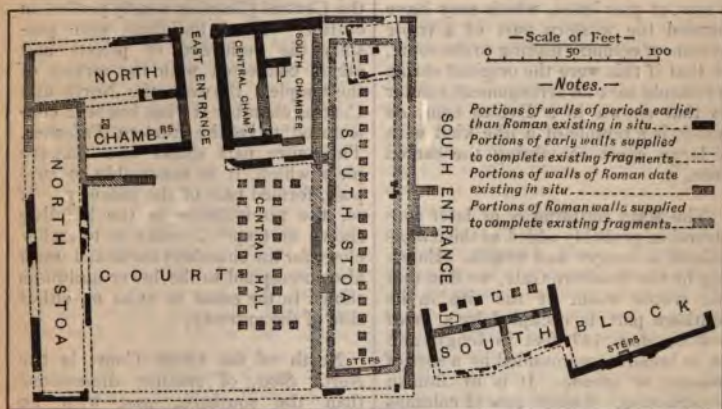 Scale of Feet
0 50 100
Notes.
Portions of walls of periods earlier
than Roman existing in situ
Portions of early walls supplied
to complete existing fragments
Portions of walls of Roman date
existing in situ
Portions of Roman walls supplied
to complete existing fragments
NORTH
CHAMBRS
EAST ENTRANCE
CENTRAL CHAMS
SOUTH CHAMBER
NORTH STOA
COURT
CENTRAL HALL
SOUTH STOA
STEPS
SOUTH ENTRANCE
SOUTH BLOCK
STEPS